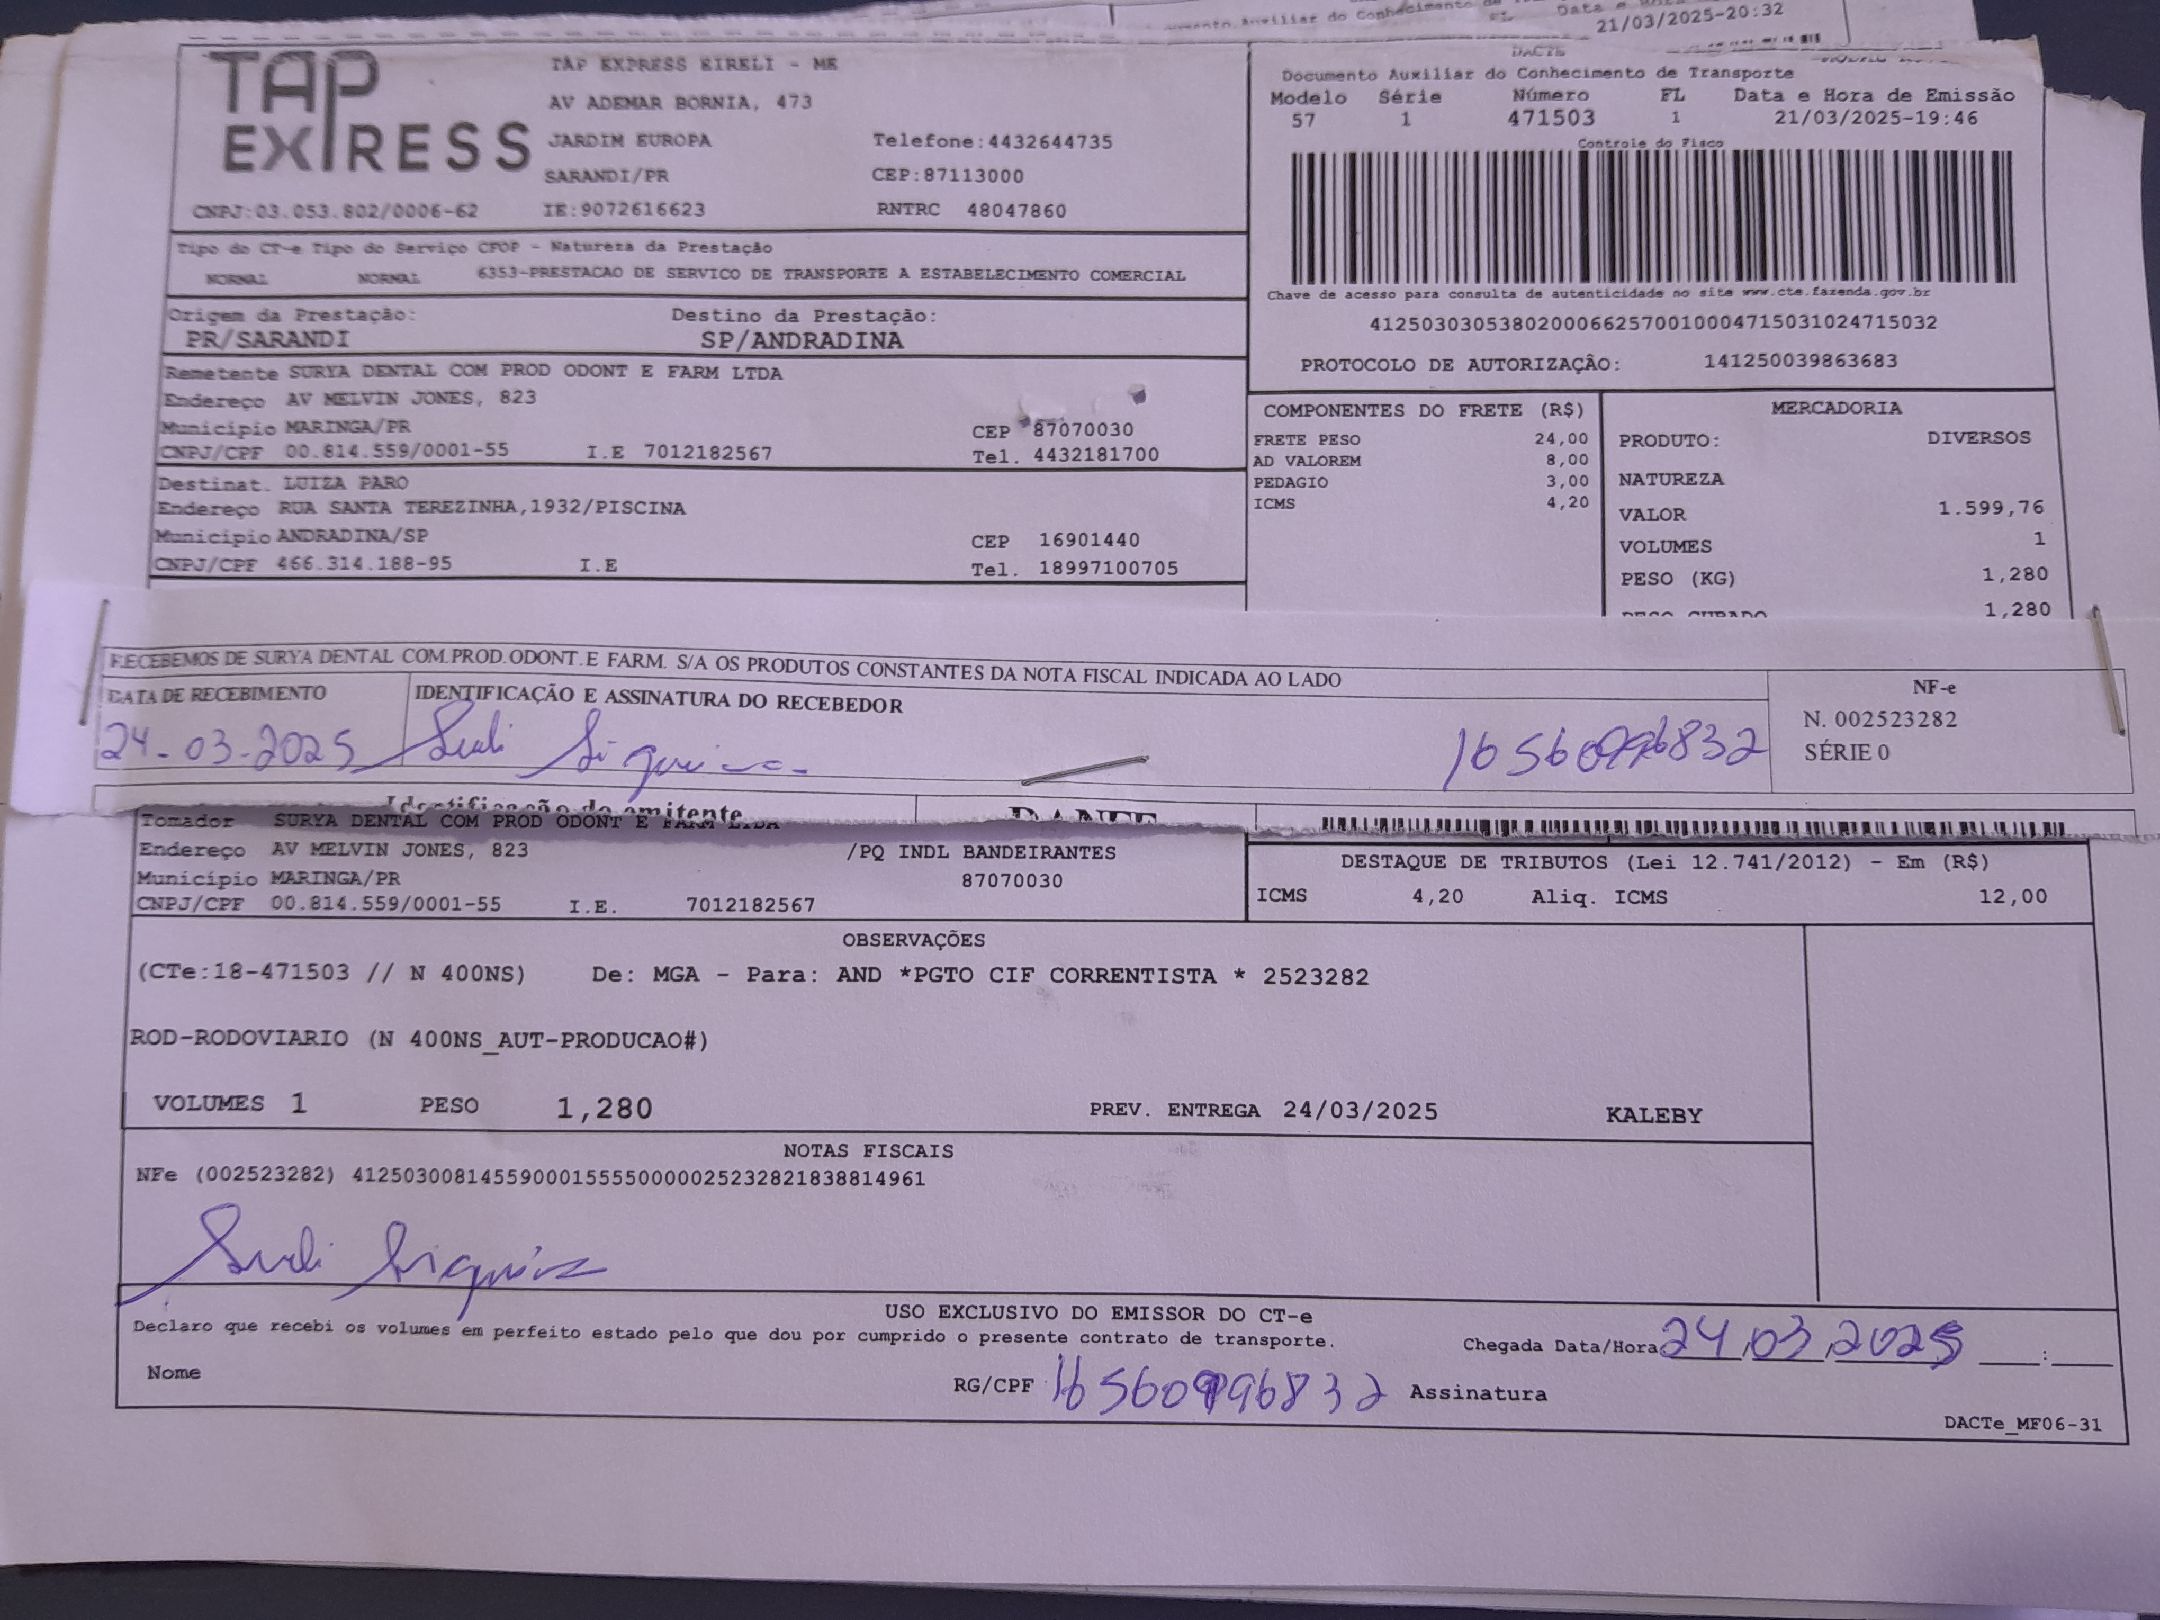 21/03/2025-20:32
TAP
EXPRESS
TAP EXPRESS EIRELI - ME
AV ADEMAR BORNIA, 473
JARDIM EUROPA Telefone:4432644735
SARANDI/PR CEP:87113000
CNPJ:03.053.802/0006-62 IE:9072616623 RNTRC 48047860
DACTE
Documento Auxiliar do Conhecimento de Transporte
Modelo Série Número FL Data e Hora de Emissão
57 1 471503 1 21/03/2025-19:46
Controle do Fisco
Chave de acesso para consulta de autenticidade no site www.cte.fazenda.gov.br
41250303053802000662570010004715031024715032
PROTOCOLO DE AUTORIZAÇÃO: 141250039863683
Tipo do CT-e Tipo do Serviço CFOP - Natureza da Prestação
NORMAL NORMAL 6353-PRESTACAO DE SERVICO DE TRANSPORTE A ESTABELECIMENTO COMERCIAL
Origem da Prestação: Destino da Prestação:
PR/SARANDI SP/ANDRADINA
Remetente SURYA DENTAL COM PROD ODONT E FARM LTDA
Endereço AV MELVIN JONES, 823
Município MARINGA/PR CEP 87070030
CNPJ/CPF 00.814.559/0001-55 I.E 7012182567 Tel. 4432181700
Destinat. LUIZA PARO
Endereço RUA SANTA TEREZINHA,1932/PISCINA
Município ANDRADINA/SP CEP 16901440
CNPJ/CPF 466.314.188-95 I.E Tel. 18997100705
COMPONENTES DO FRETE (R$)
FRETE PESO 24,00
AD VALOREM 8,00
PEDAGIO 3,00
ICMS 4,20
MERCADORIA
PRODUTO: DIVERSOS
NATUREZA
VALOR 1.599,76
VOLUMES 1
PESO (KG) 1,280
PESO CUBADO 1,280
RECEBEMOS DE SURYA DENTAL COM.PROD.ODONT.E FARM. S/A OS PRODUTOS CONSTANTES DA NOTA FISCAL INDICADA AO LADO
DATA DE RECEBIMENTO IDENTIFICAÇÃO E ASSINATURA DO RECEBEDOR
24-03-2025 Sueli Siqueira
NF-e
N. 002523282
SÉRIE 0
Identificação do emitente DANFE
Tomador SURYA DENTAL COM PROD ODONT E FARM LTDA
Endereço AV MELVIN JONES, 823 /PQ INDL BANDEIRANTES
Município MARINGA/PR 87070030
CNPJ/CPF 00.814.559/0001-55 I.E. 7012182567
DESTAQUE DE TRIBUTOS (Lei 12.741/2012) - Em (R$)
ICMS 4,20 Aliq. ICMS 12,00
OBSERVAÇÕES
(CTe:18-471503 // N 400NS) De: MGA - Para: AND *PGTO CIF CORRENTISTA * 2523282
ROD-RODOVIARIO (N 400NS_AUT-PRODUCAO#)
VOLUMES 1 PESO 1,280 PREV. ENTREGA 24/03/2025 KALEBY
NOTAS FISCAIS
NFe (002523282) 41250300814559000155550000025232821838814961
Sueli Siqueira
USO EXCLUSIVO DO EMISSOR DO CT-e
Declaro que recebi os volumes em perfeito estado pelo que dou por cumprido o presente contrato de transporte.
Chegada Data/Hora 24 03 2025 :
Nome RG/CPF Assinatura
DACTe_MF06-31